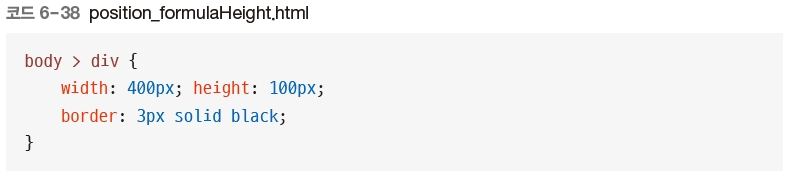 코드 6-38 position_formulaHeight.html
body > div {
width: 400px; height: 100px;
border: 3px solid black;
}